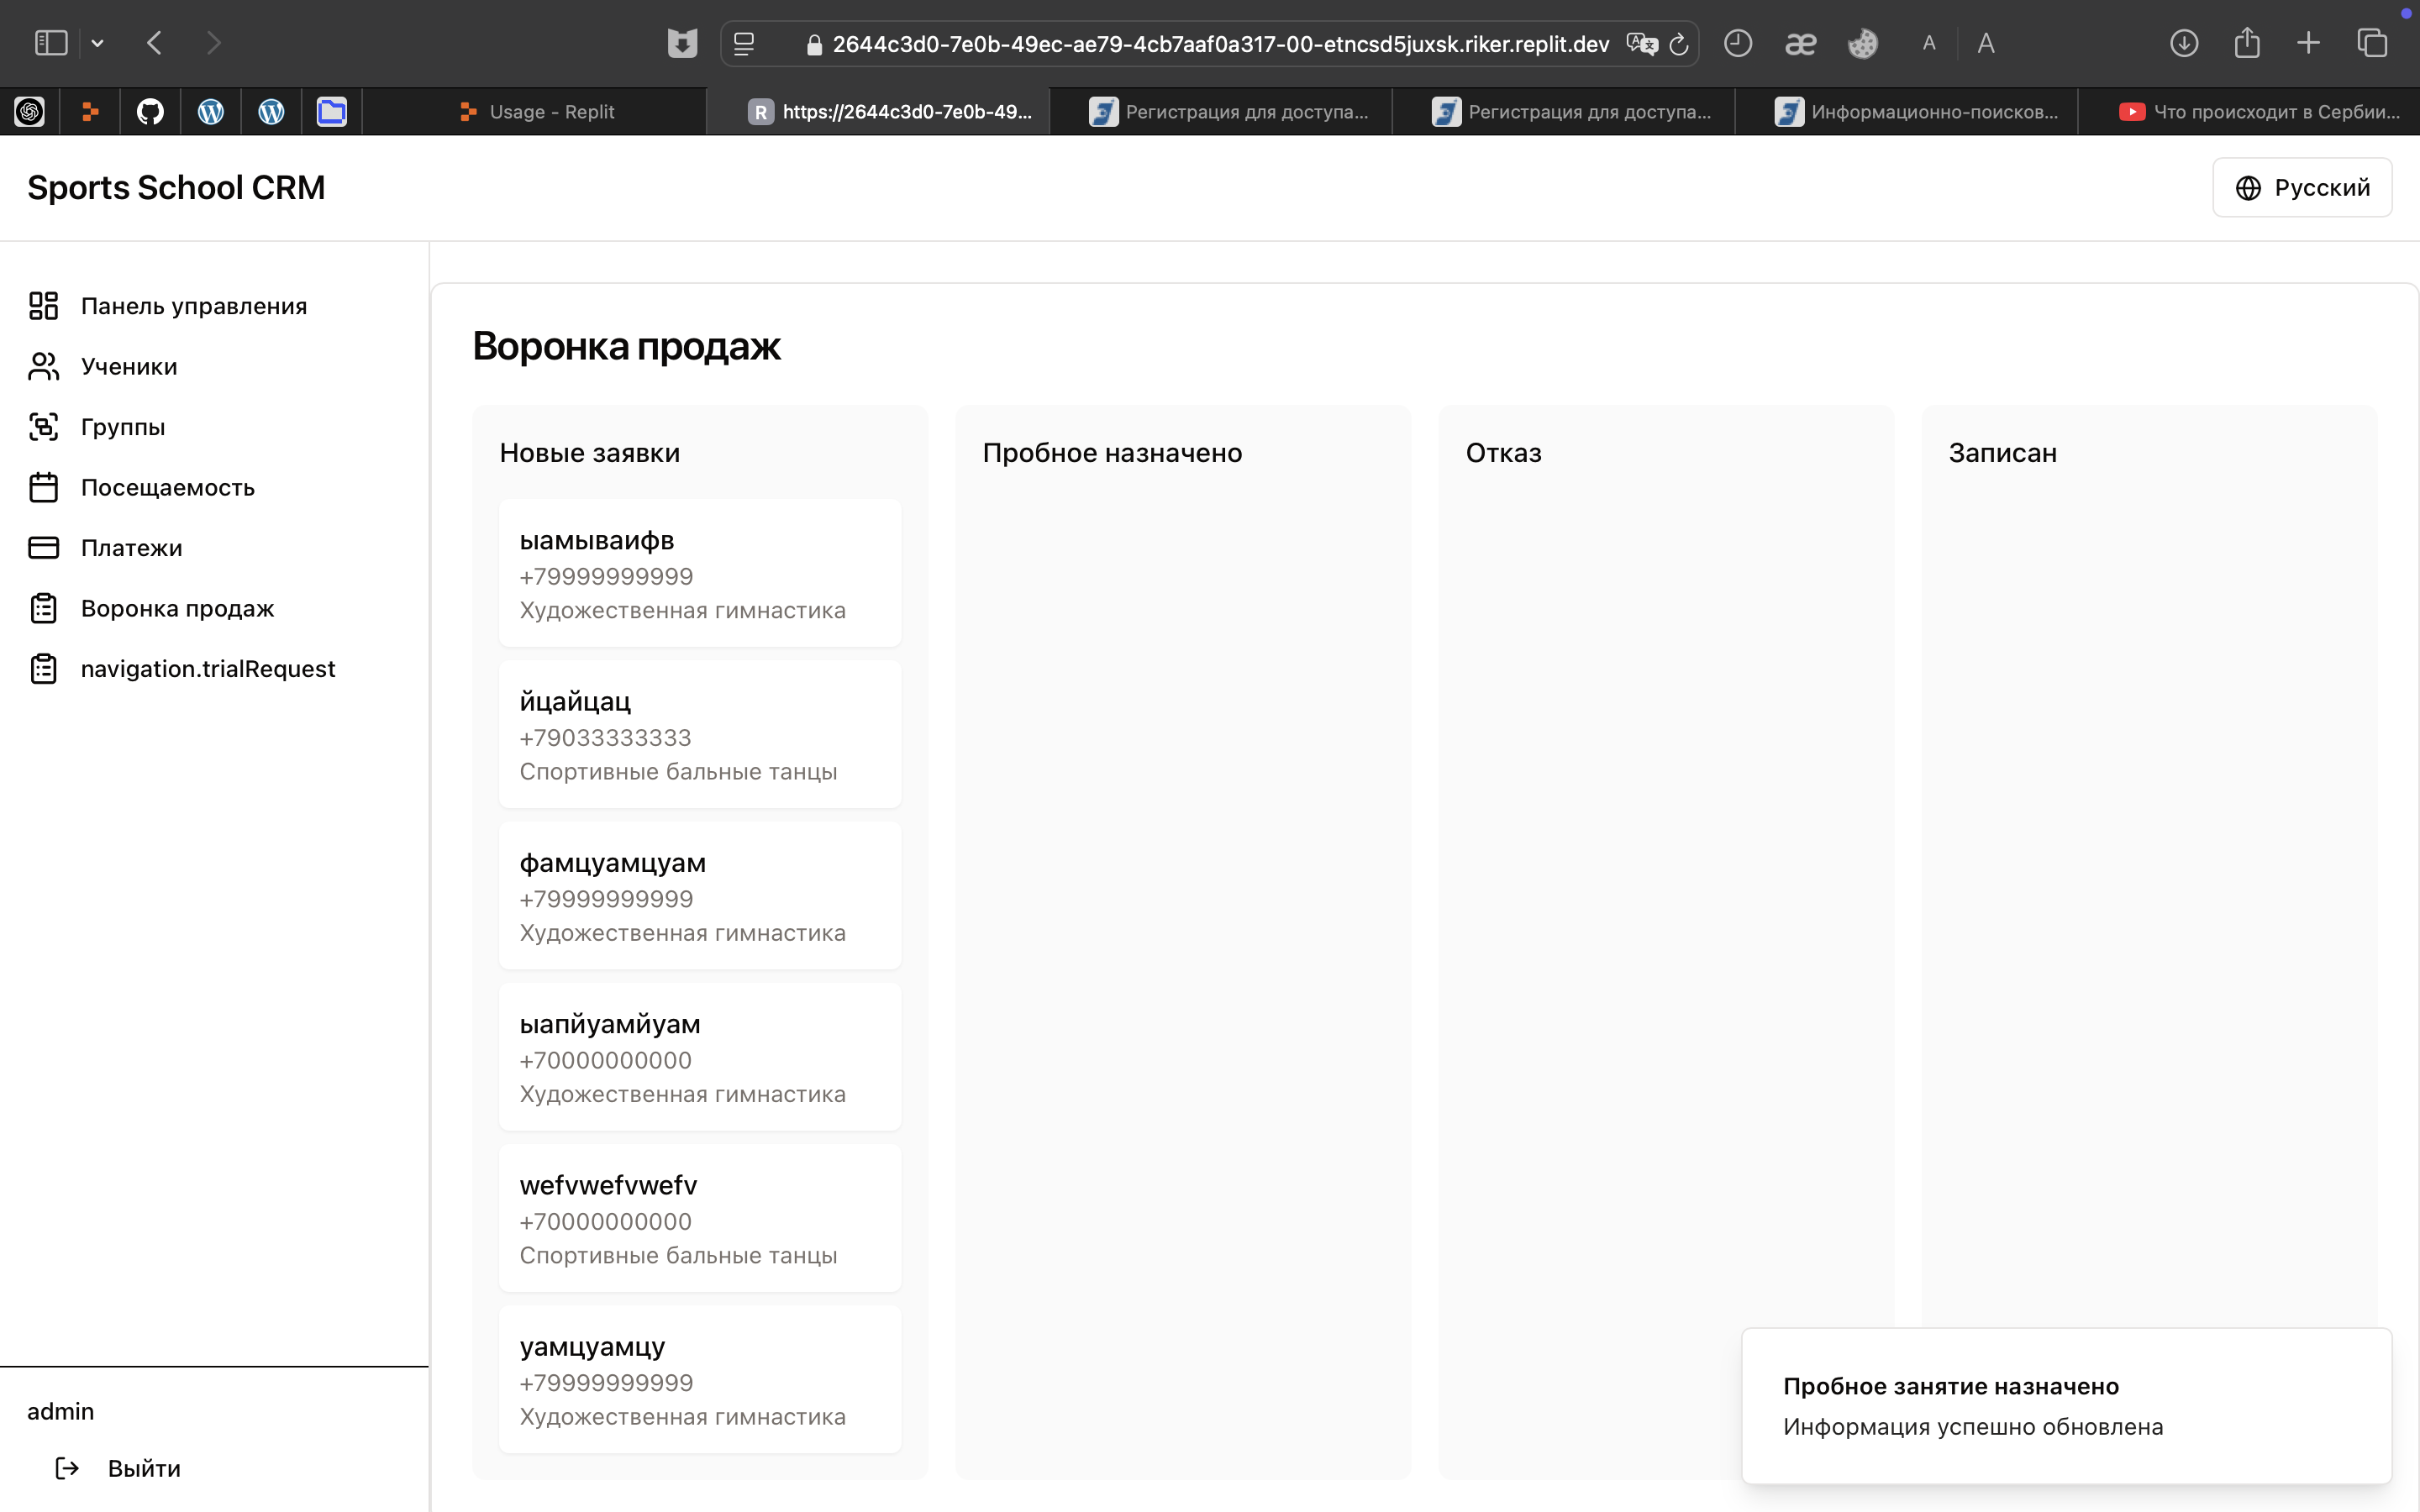 2644c3d0-7e0b-49ec-ae79-4cb7aaf0a317-00-etncsd5juxsk.riker.replit.dev
A A
Usage - Replit
R https://2644c3d0-7e0b-49...
Регистрация для доступа...
Регистрация для доступа...
Информационно-поисков...
Что происходит в Сербии...
Sports School CRM
Русский
Панель управления
Ученики
Группы
Посещаемость
Платежи
Воронка продаж
navigation.trialRequest
admin
Выйти
Воронка продаж
Новые заявки
ыамываифв
+79999999999
Художественная гимнастика
йцайцац
+79033333333
Спортивные бальные танцы
фамцуамцуам
+79999999999
Художественная гимнастика
ыапйуамйуам
+70000000000
Художественная гимнастика
wefvwefvwefv
+70000000000
Спортивные бальные танцы
уамцуамцу
+79999999999
Художественная гимнастика
Пробное назначено
Отказ
Записан
Пробное занятие назначено
Информация успешно обновлена